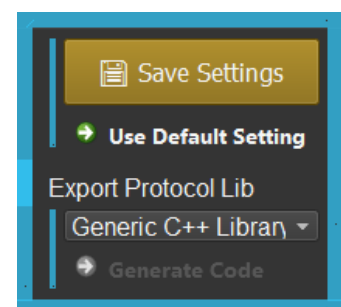 Save Settings
Use Default Setting
Export Protocol Lib
Generic C++ Library
Generate Code